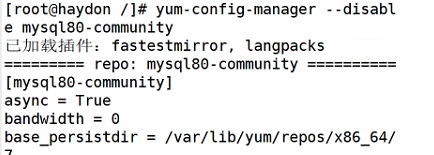 [root@haydon /]# yum-config-manager --disabl
e mysql80-community
已加载插件：fastestmirror, langpacks
========= repo: mysql80-community ==========
[mysql80-community]
async = True
bandwidth = 0
base_persistdir = /var/lib/yum/repos/x86_64/